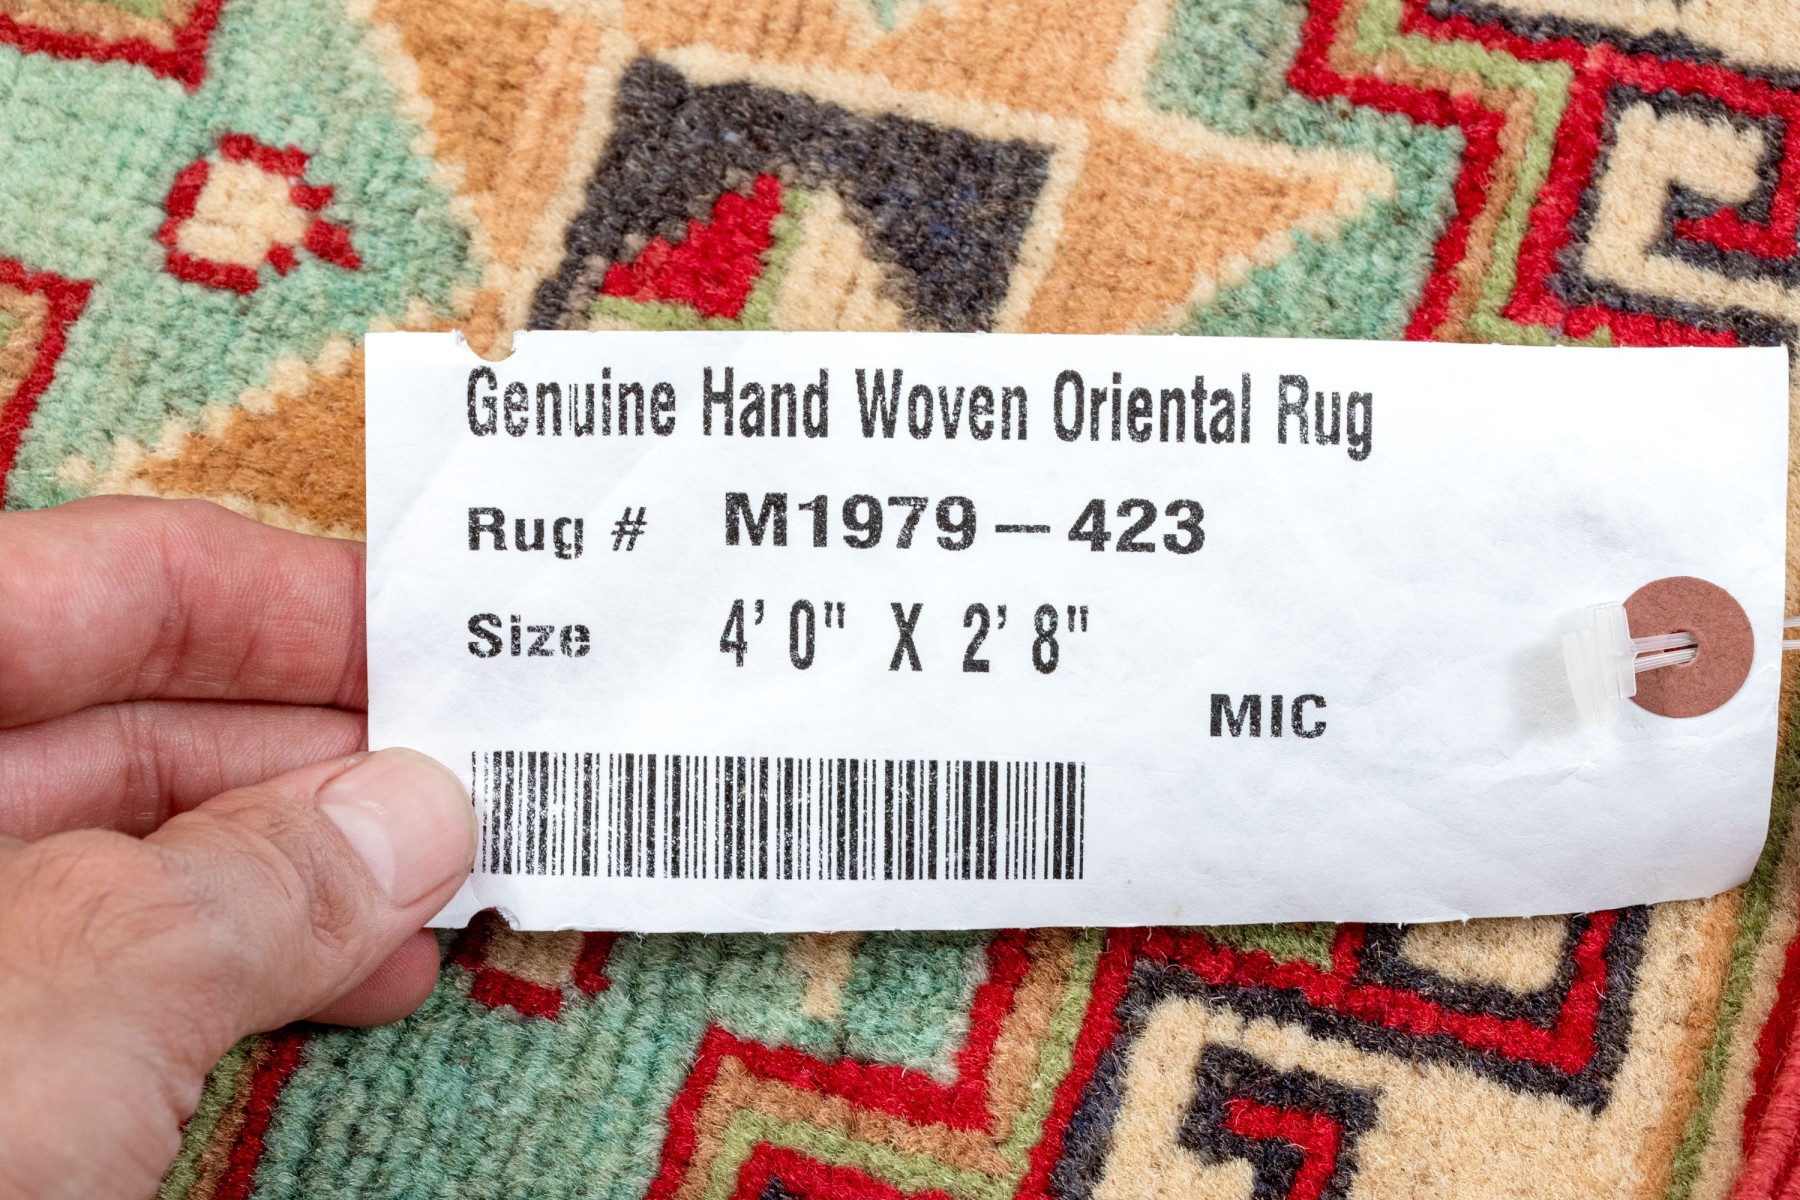 Genuine Hand Woven Oriental Rug
Rug # M1979-423
Size 4' 0" X 2' 8"
MIC